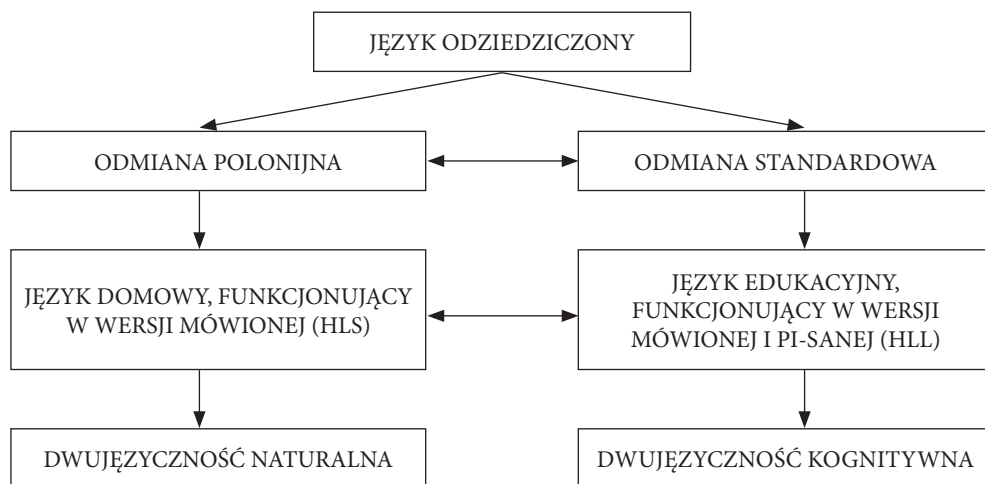 JĘZYK ODZIEDZICZONY
ODMIANA POLONIJNA
ODMIANA STANDARDOWA
JĘZYK DOMOWY, FUNKCJONUJĄCY
W WERSJI MÓWIONEJ (HLS)
JĘZYK EDUKACYJNY,
FUNKCJONUJĄCY W WERSJI
MÓWIONEJ I PI-SANEJ (HLL)
DWUJĘZYCZNOŚĆ NATURALNA
DWUJĘZYCZNOŚĆ KOGNITYWNA